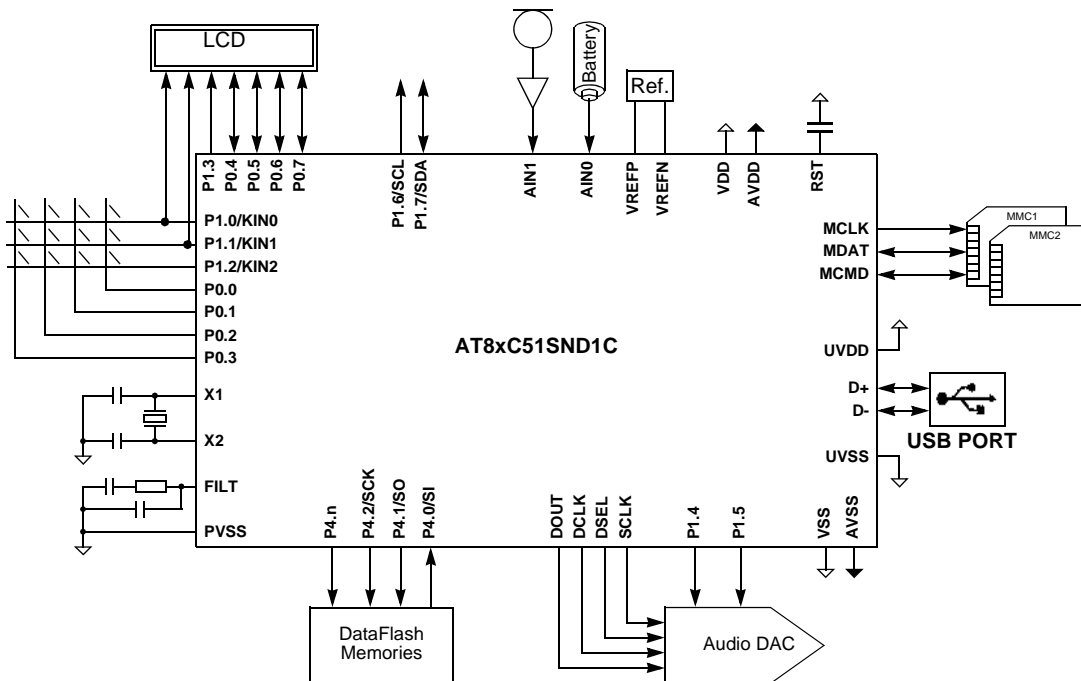 LCD
Battery
Ref.
P1.3
P0.4
P0.5
P0.6
P0.7
P1.6/SCL
P1.7/SDA
AIN1
AIN0
VREFP
VREFN
VDD
AVDD
RST
P1.0/KIN0
P1.1/KIN1
P1.2/KIN2
P0.0
P0.1
P0.2
P0.3
X1
X2
FILT
PVSS
AT8xC51SND1C
MCLK
MDAT
MCMD
MMC1
MMC2
UVDD
D+
D-
USB PORT
UVSS
P4.n
P4.2/SCK
P4.1/SO
P4.0/SI
DOUT
DCLK
DSEL
SCLK
P1.4
P1.5
VSS
AVSS
DataFlash
Memories
Audio DAC